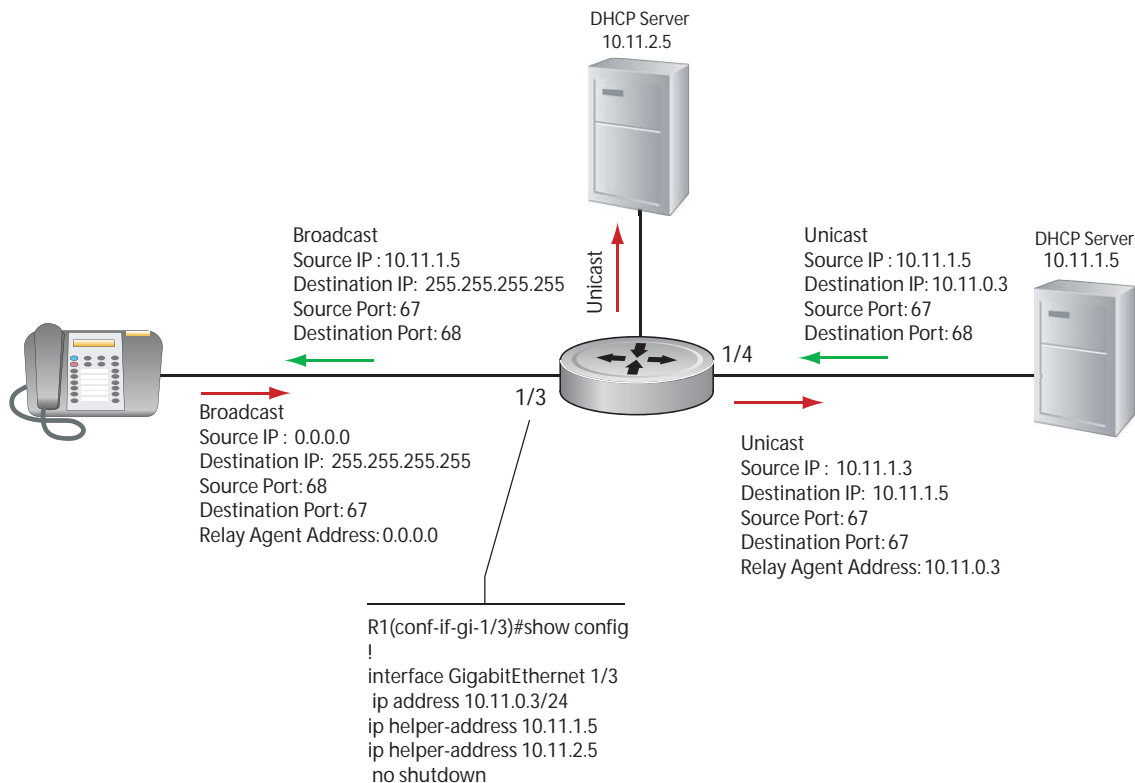 DHCP Server
10.11.2.5
Broadcast
Source IP : 10.11.1.5
Destination IP: 255.255.255.255
Source Port: 67
Destination Port: 68
Unicast
Unicast
Source IP : 10.11.1.5
Destination IP: 10.11.0.3
Source Port: 67
Destination Port: 68
DHCP Server
10.11.1.5
1/4
1/3
Broadcast
Source IP : 0.0.0.0
Destination IP: 255.255.255.255
Source Port: 68
Destination Port: 67
Relay Agent Address: 0.0.0.0
Unicast
Source IP : 10.11.1.3
Destination IP: 10.11.1.5
Source Port: 67
Destination Port: 67
Relay Agent Address: 10.11.0.3
R1(conf-if-gi-1/3)#show config
!
interface GigabitEthernet 1/3
ip address 10.11.0.3/24
ip helper-address 10.11.1.5
ip helper-address 10.11.2.5
no shutdown